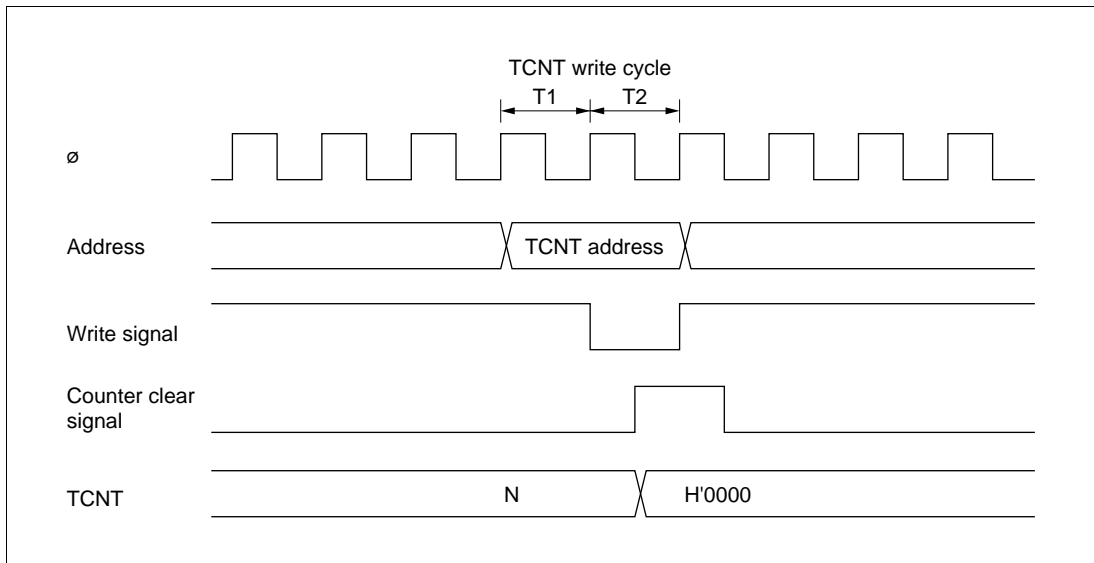 TCNT write cycle
T1 T2
ø
Address TCNT address
Write signal
Counter clear
signal
TCNT N H'0000